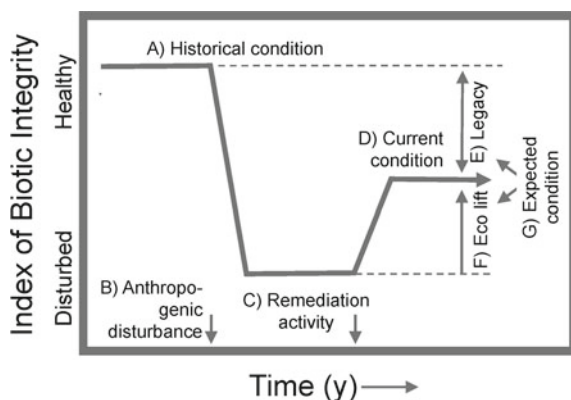 A) Historical condition
Healthy
Disturbed
Index of Biotic Integrity
D) Current
condition
E) Legacy
F) Eco lift
G) Expected
condition
B) Anthropo-
genic
disturbance
C) Remediation
activity
Time (y)